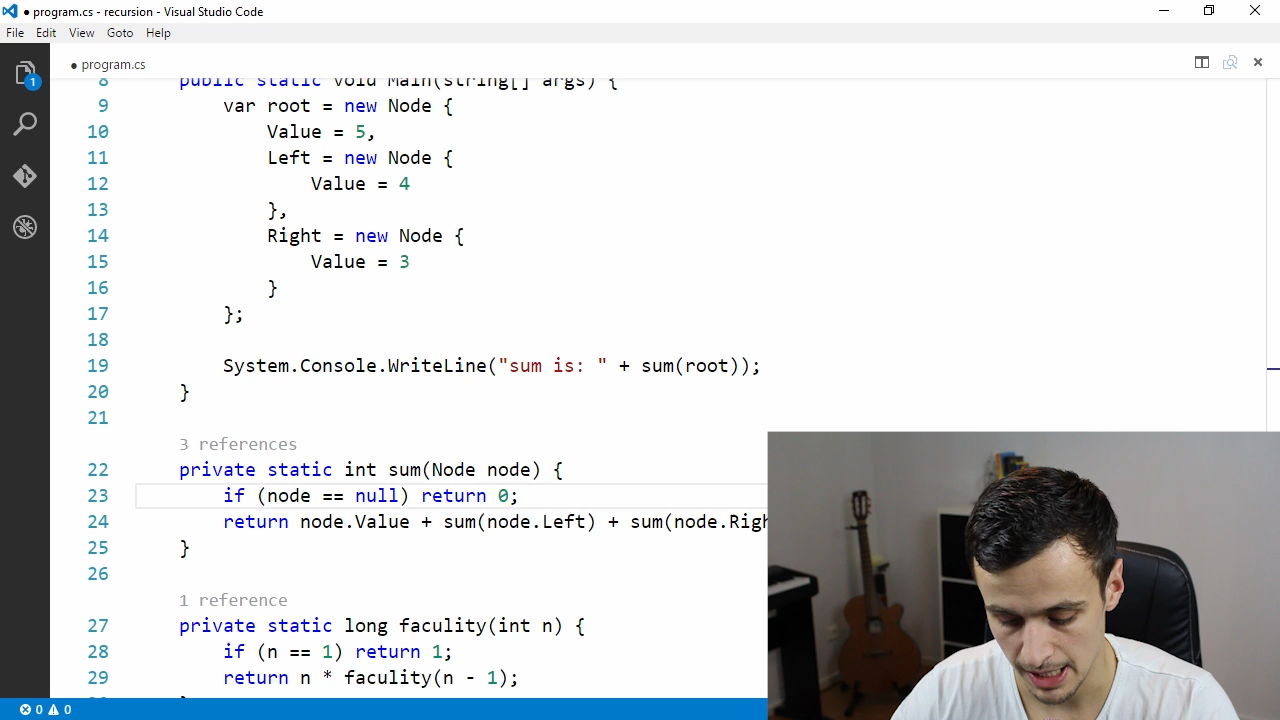 ● program.cs - recursion - Visual Studio Code
File Edit View Goto Help
1
● program.cs
8 public static void Main(string[] args) {
9 var root = new Node {
10 Value = 5,
11 Left = new Node {
12 Value = 4
13 },
14 Right = new Node {
15 Value = 3
16 }
17 };
18
19 System.Console.WriteLine("sum is: " + sum(root));
20 }
21
3 references
22 private static int sum(Node node) {
23 if (node == null) return 0;
24 return node.Value + sum(node.Left) + sum(node.Righ
25 }
26
1 reference
27 private static long faculity(int n) {
28 if (n == 1) return 1;
29 return n * faculity(n - 1);
0 0